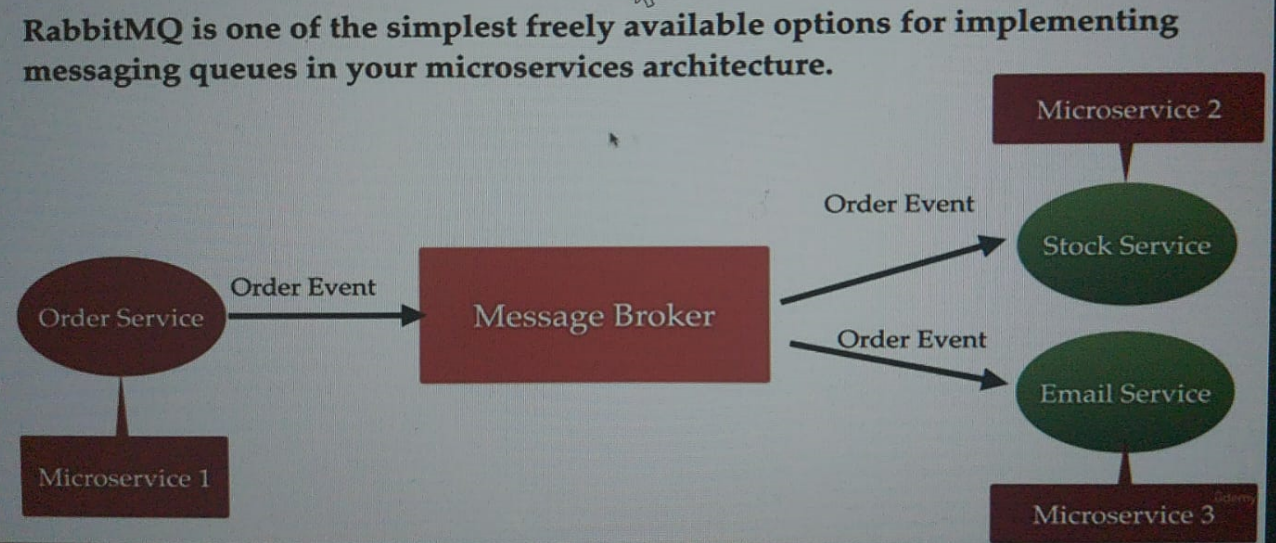 RabbitMQ is one of the simplest freely available options for implementing
messaging queues in your microservices architecture.
Microservice 2
Order Event
Stock Service
Order Event
Order Service
Message Broker
Order Event
Email Service
Microservice 1
Microservice 3
Udemy